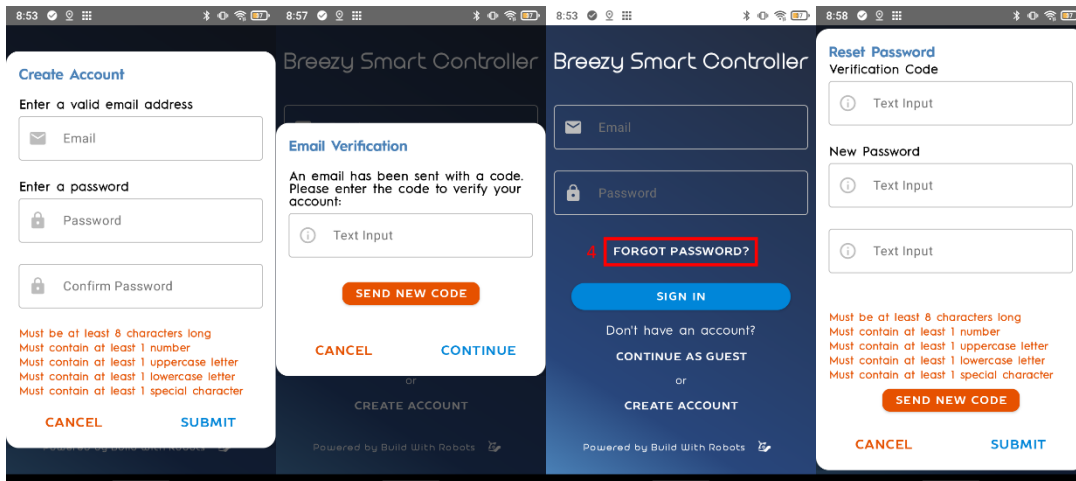 8:53
Create Account
Enter a valid email address
Email
Enter a password
Password
Confirm Password
Must be at least 8 characters long
Must contain at least 1 number
Must contain at least 1 uppercase letter
Must contain at least 1 lowercase letter
Must contain at least 1 special character
CANCEL SUBMIT
8:57
Breezy Smart Controller
Email Verification
An email has been sent with a code.
Please enter the code to verify your
account:
Text Input
SEND NEW CODE
CANCEL CONTINUE
or
CREATE ACCOUNT
Powered by Build With Robots
8:53
Breezy Smart Controller
Email
Password
4 FORGOT PASSWORD?
SIGN IN
Don't have an account?
CONTINUE AS GUEST
or
CREATE ACCOUNT
Powered by Build With Robots
8:58
Reset Password
Verification Code
Text Input
New Password
Text Input
Text Input
Must be at least 8 characters long
Must contain at least 1 number
Must contain at least 1 uppercase letter
Must contain at least 1 lowercase letter
Must contain at least 1 special character
SEND NEW CODE
CANCEL SUBMIT